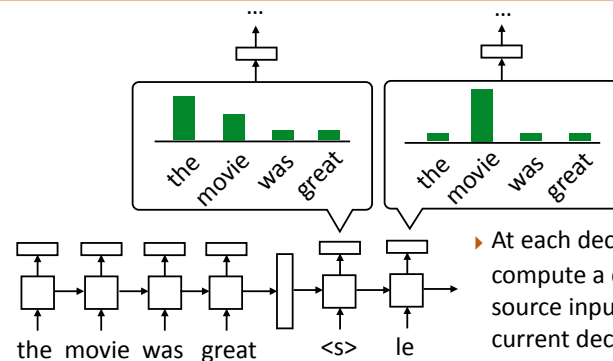 ... ...
the movie was great
the movie was great
▸ At each dec
compute a
source inpu
current dec
the movie was great <s> le